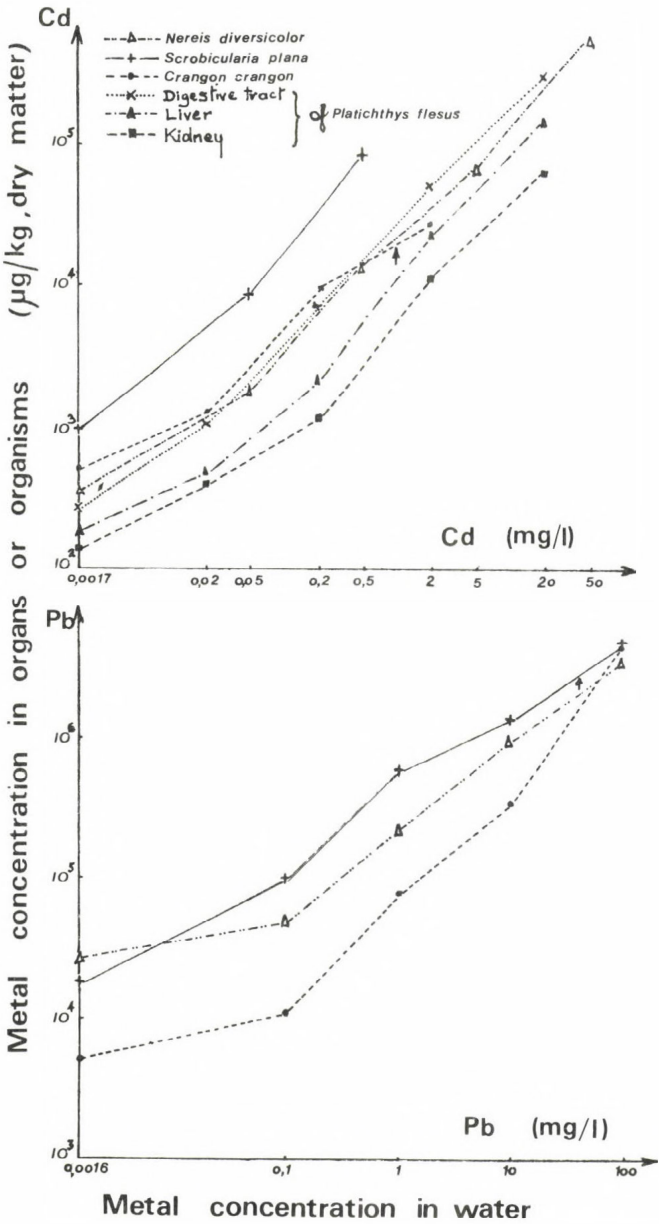 Cd
Nereis diversicolor
Scrobicularia plana
Crangon crangon
Digestive tract
Liver
Kidney
of Platichthys flesus
10⁵
10⁴
10³
10²
Cd (mg/l)
0,0017 0,02 0,05 0,2 0,5 2 5 20 50
Metal concentration in organs or organisms (µg/kg, dry matter)
Pb
10⁶
10⁵
10⁴
10³
Pb (mg/l)
0,0016 0,1 1 10 100
Metal concentration in water